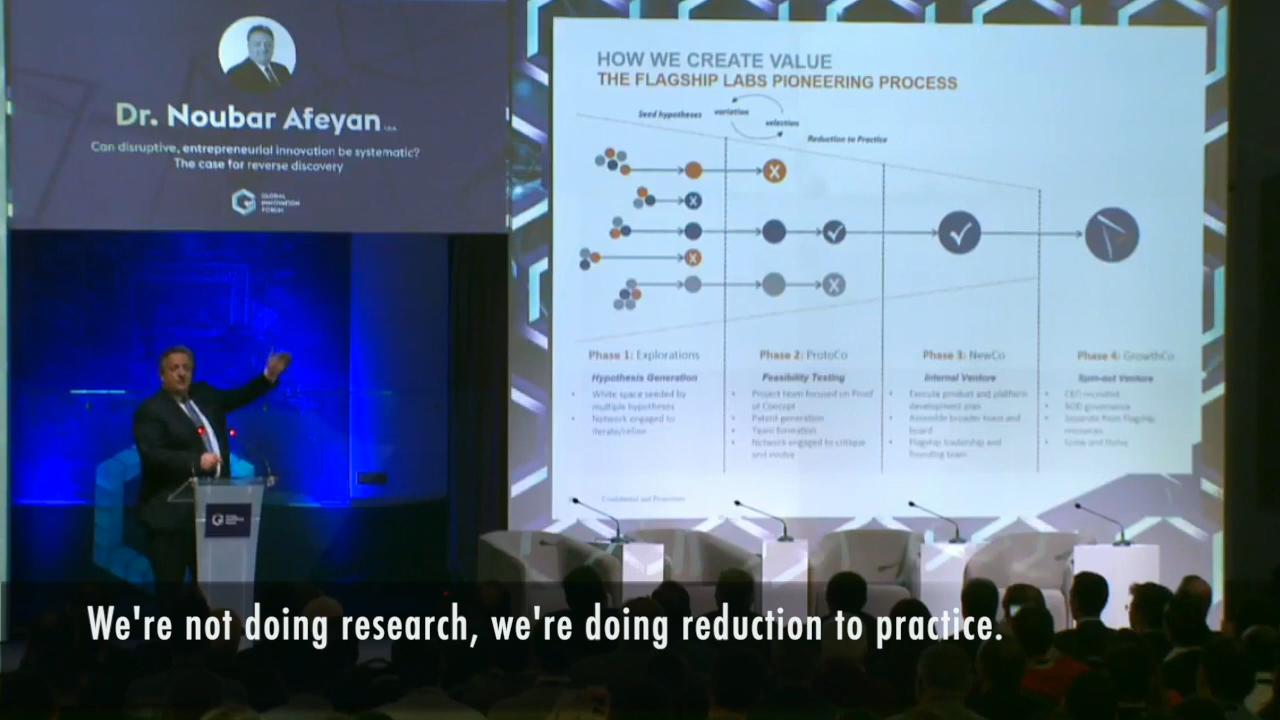 Dr. Noubar Afeyan
Can disruptive, entrepreneurial innovation be systematic?
The case for reverse discovery
GLOBAL
INNOVATION
FORUM
HOW WE CREATE VALUE
THE FLAGSHIP LABS PIONEERING PROCESS
Seed hypotheses
variation
selection
Reduction to Practice
Phase 1: Explorations
Hypothesis Generation
• White space seeded by
multiple hypotheses
• Network engaged to
iterate/refine
Phase 2: ProtoCo
Feasibility Testing
• Project team focused on Proof
of Concept
• Patent generation
• Team formation
• Network engaged to critique
and evolve
Phase 3: NewCo
Internal Venture
• Execute product and platform
development plan
• Assemble broader team and
board
• Flagship leadership and
founding team
Phase 4: GrowthCo
Spin-out Venture
• CEO recruited
• BOD governance
• Separate from Flagship
resources
• Grow and thrive
Confidential and Proprietary
We're not doing research, we're doing reduction to practice.